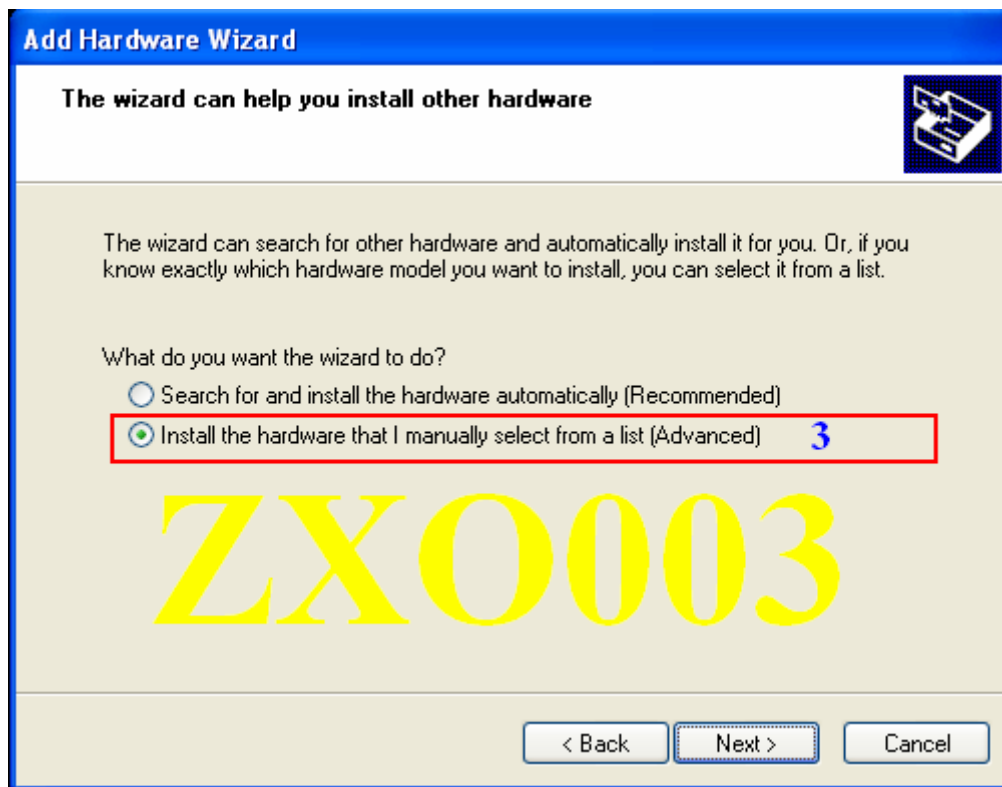 Add Hardware Wizard
The wizard can help you install other hardware
The wizard can search for other hardware and automatically install it for you. Or, if you
know exactly which hardware model you want to install, you can select it from a list.
What do you want the wizard to do?
Search for and install the hardware automatically (Recommended)
Install the hardware that I manually select from a list (Advanced) 3
ZXO003
< Back Next > Cancel